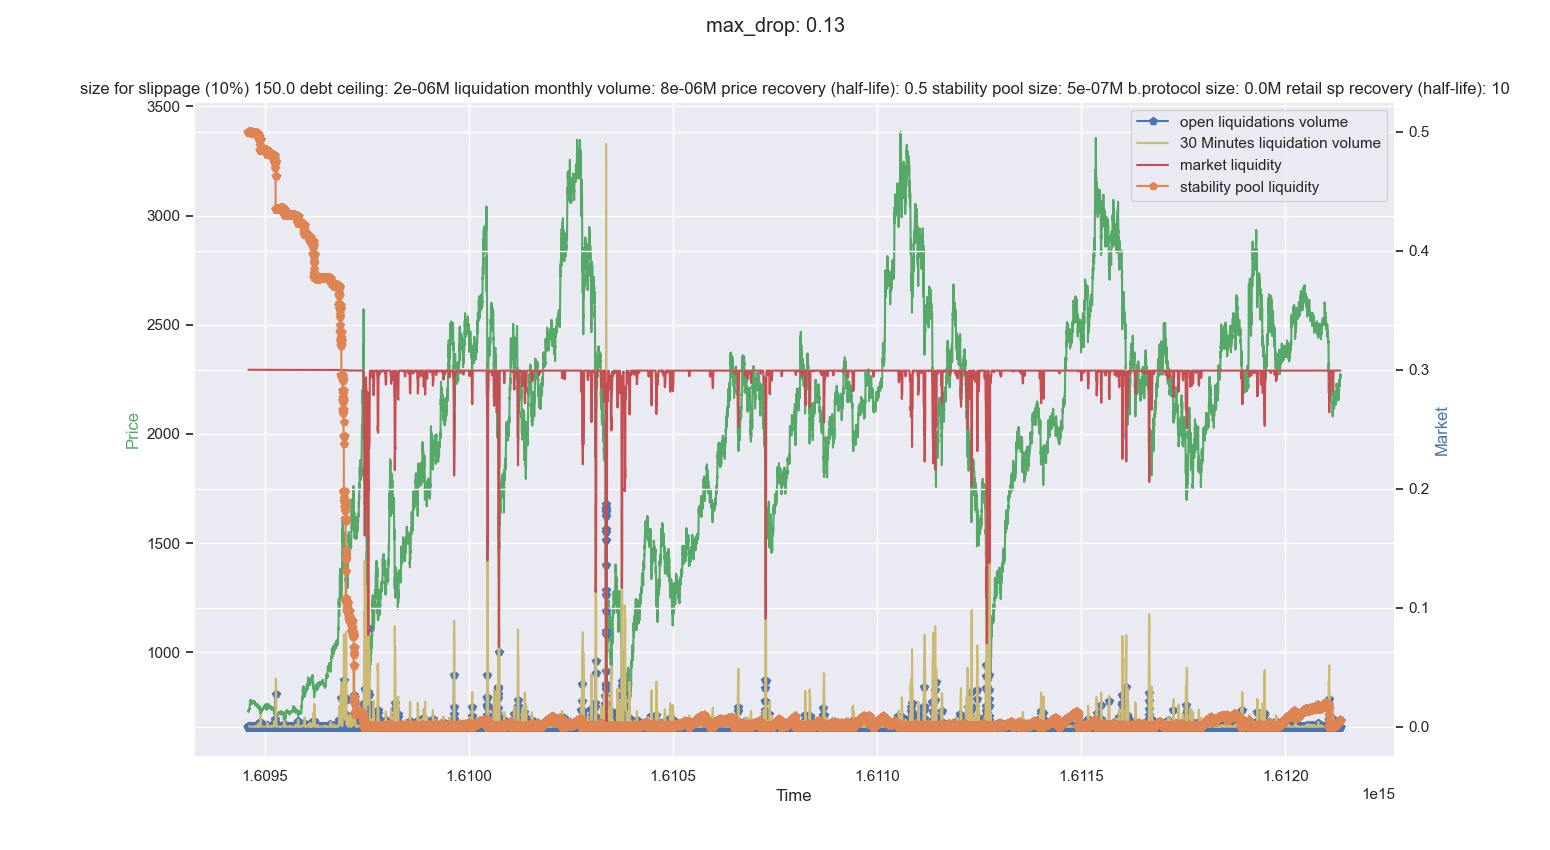 max_drop: 0.13
size for slippage (10%) 150.0 debt ceiling: 2e-06M liquidation monthly volume: 8e-06M price recovery (half-life): 0.5 stability pool size: 5e-07M b.protocol size: 0.0M retail sp recovery (half-life): 10
open liquidations volume
30 Minutes liquidation volume
market liquidity
stability pool liquidity
3500
3000
2500
2000
1500
1000
Price
0.5
0.4
0.3
0.2
0.1
0.0
Market
1.6095 1.6100 1.6105 1.6110 1.6115 1.6120
Time
1e15